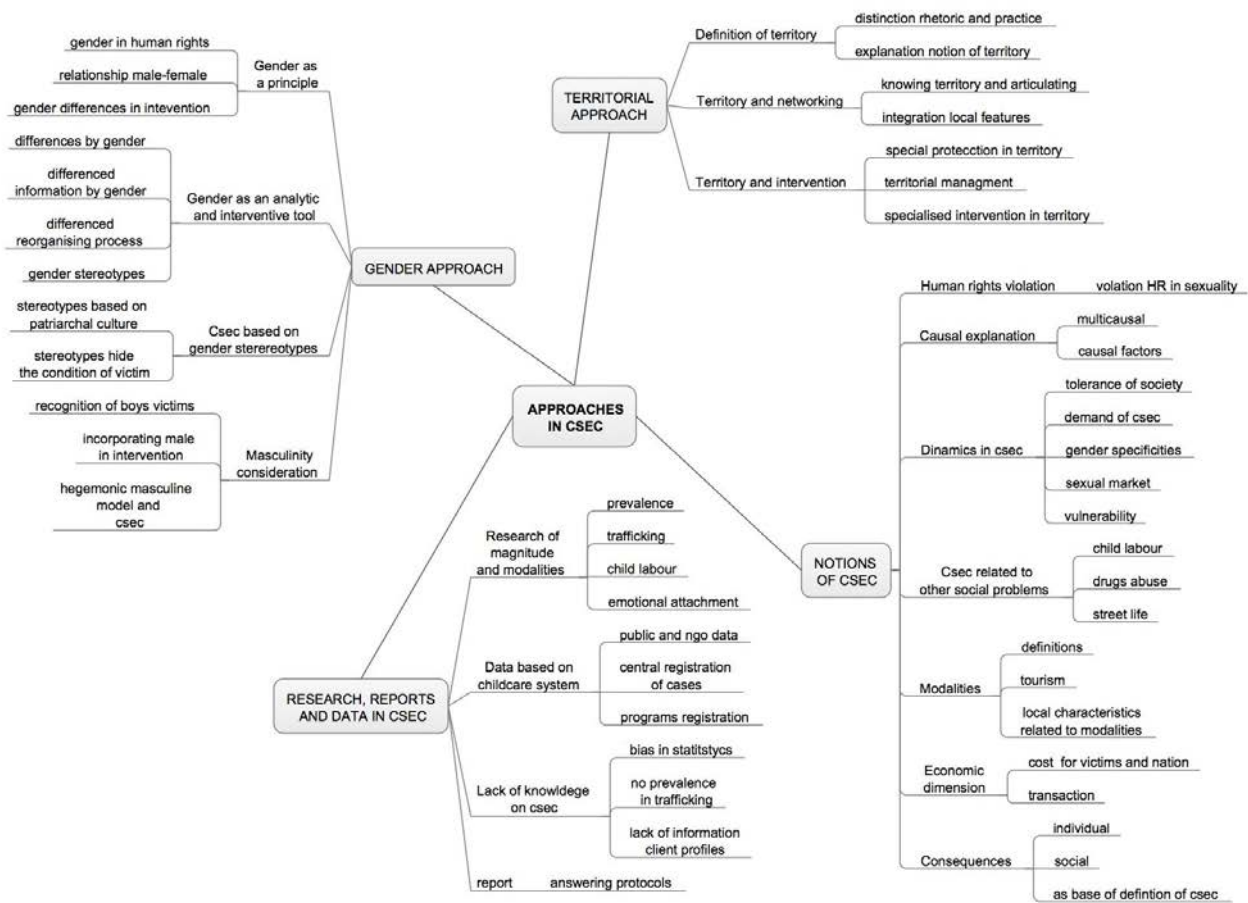 gender in human rights
relationship male-female
gender differences in intevention
Gender as
a principle
differences by gender
differenced
information by gender
differenced
reorganising process
gender stereotypes
Gender as an analytic
and interventive tool
stereotypes based on
patriarchal culture
stereotypes hide
the condition of victim
Csec based on
gender sterereotypes
recognition of boys victims
incorporating male
in intervention
hegemonic masculine
model and
csec
Masculinity
consideration
GENDER APPROACH
TERRITORIAL
APPROACH
Definition of territory
distinction rhetoric and practice
explanation notion of territory
Territory and networking
knowing territory and articulating
integration local features
Territory and intervention
special protecction in territory
territorial managment
specialised intervention in territory
APPROACHES
IN CSEC
RESEARCH, REPORTS
AND DATA IN CSEC
Research of
magnitude
and modalities
prevalence
trafficking
child labour
emotional attachment
Data based on
childcare system
public and ngo data
central registration
of cases
programs registration
Lack of knowldege
on csec
bias in statitstycs
no prevalence
in trafficking
lack of information
client profiles
report
answering protocols
NOTIONS
OF CSEC
Human rights violation
volation HR in sexuality
Causal explanation
multicausal
causal factors
Dinamics in csec
tolerance of society
demand of csec
gender specificities
sexual market
vulnerability
Csec related to
other social problems
child labour
drugs abuse
street life
Modalities
definitions
tourism
local characteristics
related to modalities
Economic
dimension
cost for victims and nation
transaction
Consequences
individual
social
as base of defintion of csec